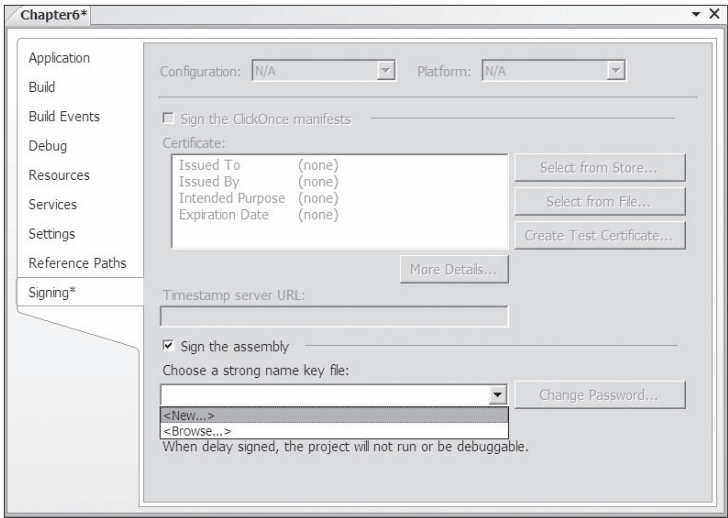 Chapter6*
Application
Build
Build Events
Debug
Resources
Services
Settings
Reference Paths
Signing*
Configuration: N/A Platform: N/A
Sign the ClickOnce manifests
Certificate:
Issued To (none)
Issued By (none)
Intended Purpose (none)
Expiration Date (none)
Select from Store...
Select from File...
Create Test Certificate...
More Details...
Timestamp server URL:
Sign the assembly
Choose a strong name key file:
Change Password...
<New...>
<Browse...>
When delay signed, the project will not run or be debuggable.